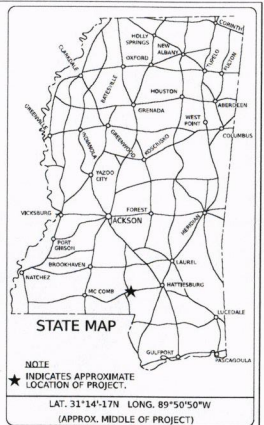 CORINTH
HOLLY
SPRINGS
NEW
ALBANY
CLARKSDALE
OXFORD
TUPELO
FULTON
BATESVILLE
HOUSTON
ABERDEEN
GRENADA
WEST
POINT
GREENVILLE
INDIANOLA
GREENWOOD
KOSCIUSKO
COLUMBUS
YAZOO
CITY
VICKSBURG
JACKSON
FOREST
MERIDIAN
PORT
GIBSON
BROOKHAVEN
LAUREL
NATCHEZ
MC COMB
HATTIESBURG
LUCEDALE
STATE MAP
GULFPORT
PASCAGOULA
NOTE
INDICATES APPROXIMATE
LOCATION OF PROJECT.
LAT. 31°14'-17N LONG. 89°50'50"W
(APPROX. MIDDLE OF PROJECT)